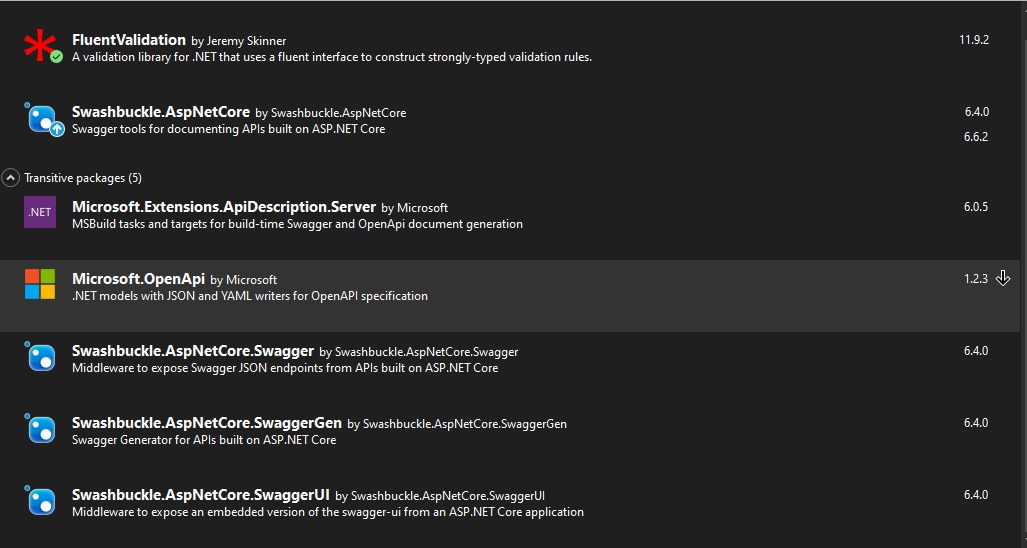 FluentValidation by Jeremy Skinner 11.9.2
A validation library for .NET that uses a fluent interface to construct strongly-typed validation rules.
Swashbuckle.AspNetCore by Swashbuckle.AspNetCore 6.4.0
Swagger tools for documenting APIs built on ASP.NET Core
6.6.2
Transitive packages (5)
.NET
Microsoft.Extensions.ApiDescription.Server by Microsoft 6.0.5
MSBuild tasks and targets for build-time Swagger and OpenApi document generation
Microsoft.OpenApi by Microsoft 1.2.3
.NET models with JSON and YAML writers for OpenAPI specification
Swashbuckle.AspNetCore.Swagger by Swashbuckle.AspNetCore.Swagger 6.4.0
Middleware to expose Swagger JSON endpoints from APIs built on ASP.NET Core
Swashbuckle.AspNetCore.SwaggerGen by Swashbuckle.AspNetCore.SwaggerGen 6.4.0
Swagger Generator for APIs built on ASP.NET Core
Swashbuckle.AspNetCore.SwaggerUI by Swashbuckle.AspNetCore.SwaggerUI 6.4.0
Middleware to expose an embedded version of the swagger-ui from an ASP.NET Core application